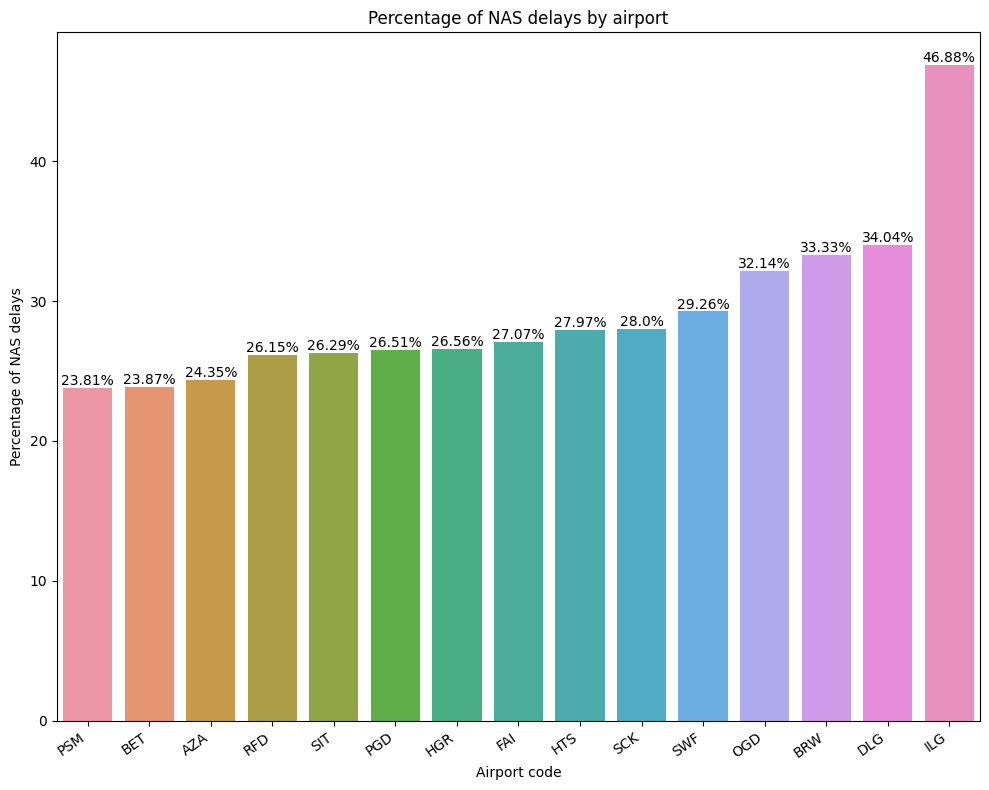 Percentage of NAS delays by airport
Percentage of NAS delays
40
30
20
10
0
23.81%
23.87%
24.35%
26.15%
26.29%
26.51%
26.56%
27.07%
27.97%
28.0%
29.26%
32.14%
33.33%
34.04%
46.88%
PSM
BET
AZA
RFD
SIT
PGD
HGR
FAI
HTS
SCK
SWF
OGD
BRW
DLG
ILG
Airport code